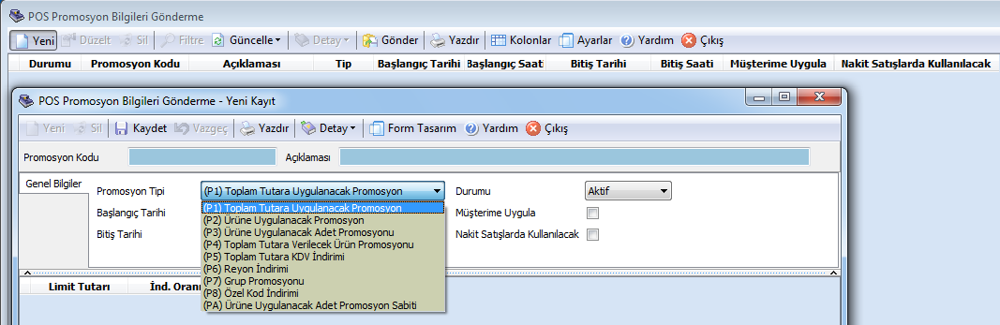 POS Promosyon Bilgileri Gönderme
Yeni Düzelt Sil Filtre Güncelle Detay Gönder Yazdır Kolonlar Ayarlar Yardım Çıkış
Durumu Promosyon Kodu Açıklaması Tip Başlangıç Tarihi Başlangıç Saati Bitiş Tarihi Bitiş Saati Müşterime Uygula Nakit Satışlarda Kullanılacak
POS Promosyon Bilgileri Gönderme - Yeni Kayıt
Yeni Sil Kaydet Vazgeç Yazdır Detay Form Tasarım Yardım Çıkış
Promosyon Kodu Açıklaması
Genel Bilgiler
Promosyon Tipi (P1) Toplam Tutara Uygulanacak Promosyon Durumu Aktif
Başlangıç Tarihi Müşterime Uygula
Bitiş Tarihi Nakit Satışlarda Kullanılacak
(P1) Toplam Tutara Uygulanacak Promosyon
(P2) Ürüne Uygulanacak Promosyon
(P3) Ürüne Uygulanacak Adet Promosyonu
(P4) Toplam Tutara Verilecek Ürün Promosyonu
(P5) Toplam Tutara KDV İndirimi
(P6) Reyon İndirimi
(P7) Grup Promosyonu
(P8) Özel Kod İndirimi
(PA) Ürüne Uygulanacak Adet Promosyon Sabiti
Limit Tutarı İnd. Oranı